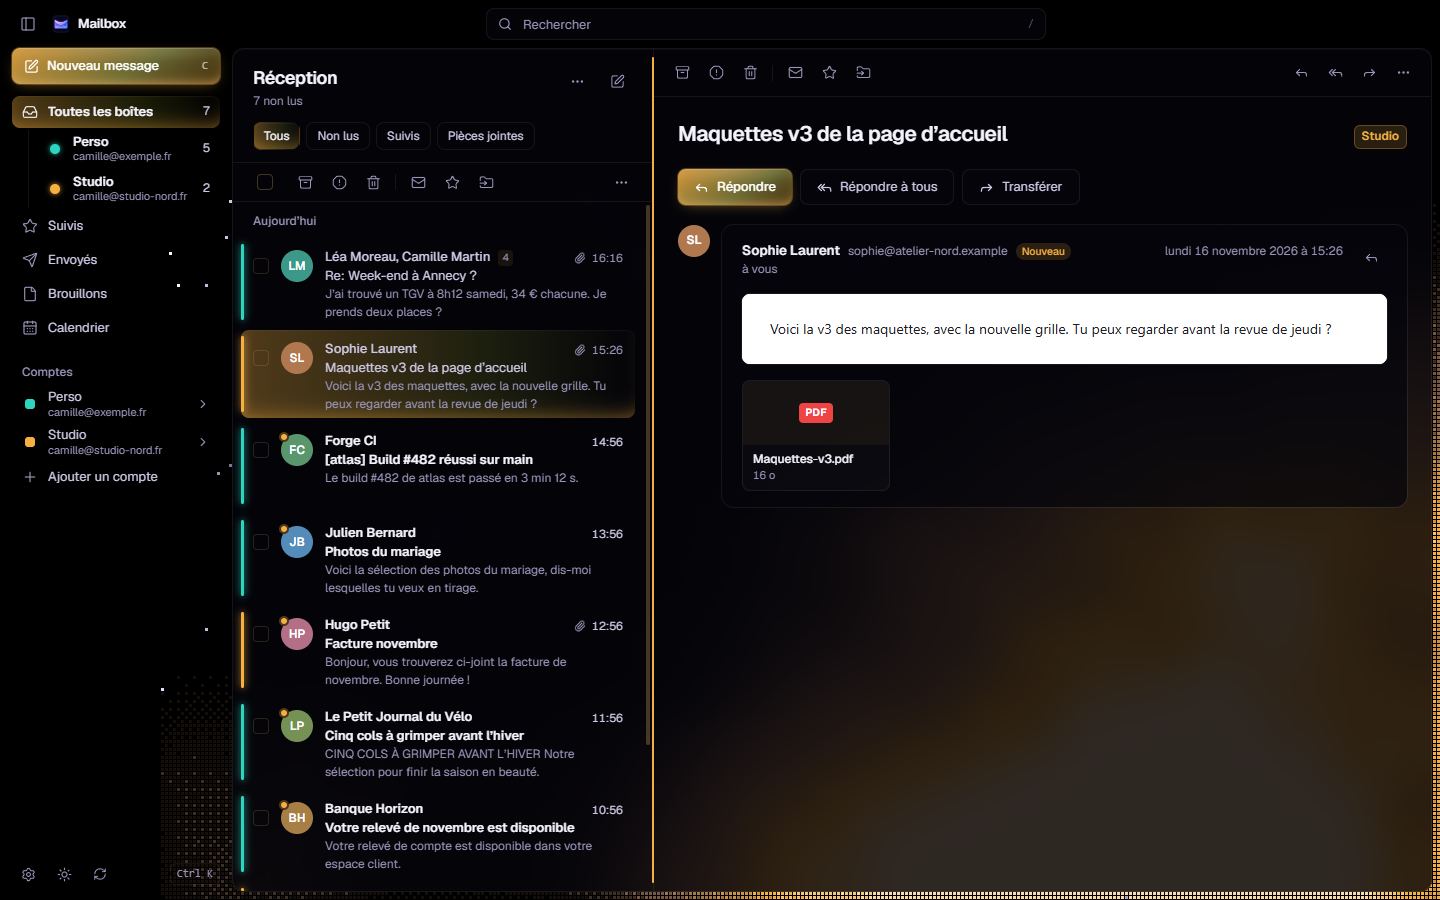 Mailbox
Rechercher /
Nouveau message C
Toutes les boîtes 7
Perso 5
camille@exemple.fr
Studio 2
camille@studio-nord.fr
Suivis
Envoyés
Brouillons
Calendrier
Comptes
Perso
camille@exemple.fr
Studio
camille@studio-nord.fr
Ajouter un compte
Ctrl K
Réception
7 non lus
Tous Non lus Suivis Pièces jointes
Aujourd’hui
LM
Léa Moreau, Camille Martin 4 16:16
Re: Week-end à Annecy ?
J’ai trouvé un TGV à 8h12 samedi, 34 € chacune. Je
prends deux places ?
SL
Sophie Laurent 15:26
Maquettes v3 de la page d’accueil
Voici la v3 des maquettes, avec la nouvelle grille. Tu
peux regarder avant la revue de jeudi ?
FC
Forge CI 14:56
[atlas] Build #482 réussi sur main
Le build #482 de atlas est passé en 3 min 12 s.
JB
Julien Bernard 13:56
Photos du mariage
Voici la sélection des photos du mariage, dis-moi
lesquelles tu veux en tirage.
HP
Hugo Petit 12:56
Facture novembre
Bonjour, vous trouverez ci-joint la facture de
novembre. Bonne journée !
LP
Le Petit Journal du Vélo 11:56
Cinq cols à grimper avant l’hiver
CINQ COLS À GRIMPER AVANT L’HIVER Notre
sélection pour finir la saison en beauté.
BH
Banque Horizon 10:56
Votre relevé de novembre est disponible
Votre relevé de compte est disponible dans votre
espace client.
Maquettes v3 de la page d’accueil
Studio
Répondre Répondre à tous Transférer
SL
Sophie Laurent sophie@atelier-nord.example Nouveau lundi 16 novembre 2026 à 15:26
à vous
Voici la v3 des maquettes, avec la nouvelle grille. Tu peux regarder avant la revue de jeudi ?
PDF
Maquettes-v3.pdf
16 o